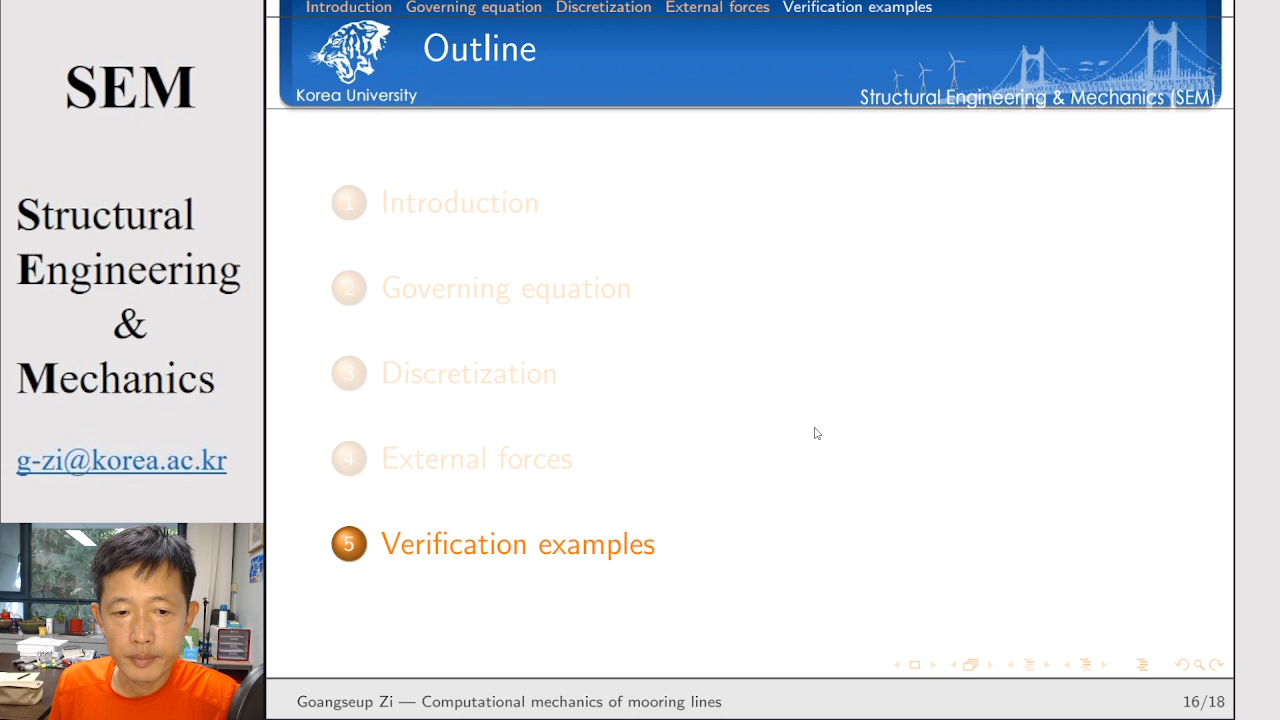 SEM
Structural
Engineering
&
Mechanics
g-zi@korea.ac.kr
Introduction Governing equation Discretization External forces Verification examples
Outline
Korea University
Structural Engineering & Mechanics (SEM)
1 Introduction
2 Governing equation
3 Discretization
4 External forces
5 Verification examples
Goangseup Zi — Computational mechanics of mooring lines
16/18